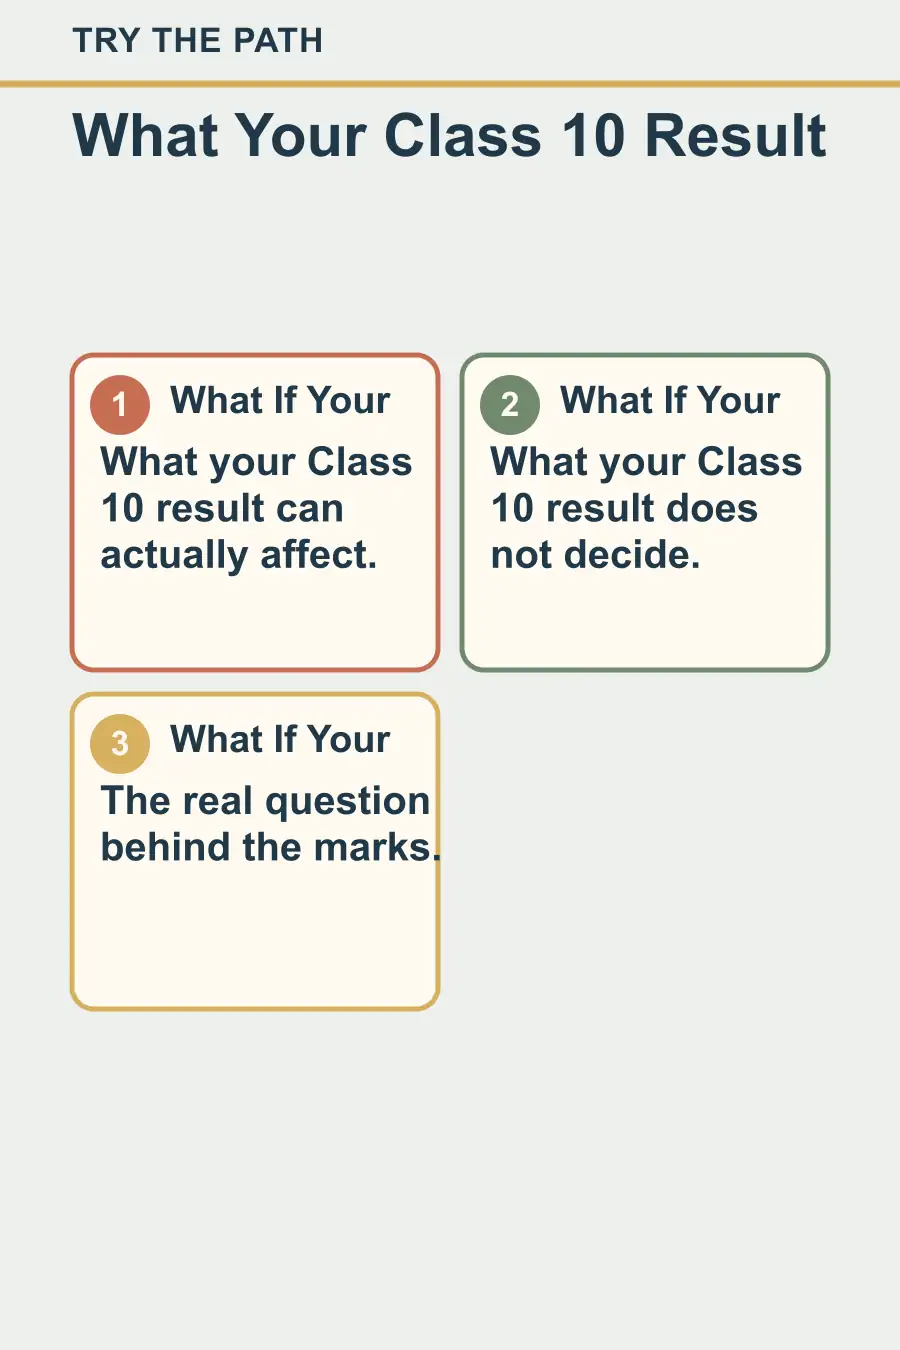 TRY THE PATH
What Your Class 10 Result
1 What If Your
What your Class
10 result can
actually affect.
2 What If Your
What your Class
10 result does
not decide.
3 What If Your
The real question
behind the marks.